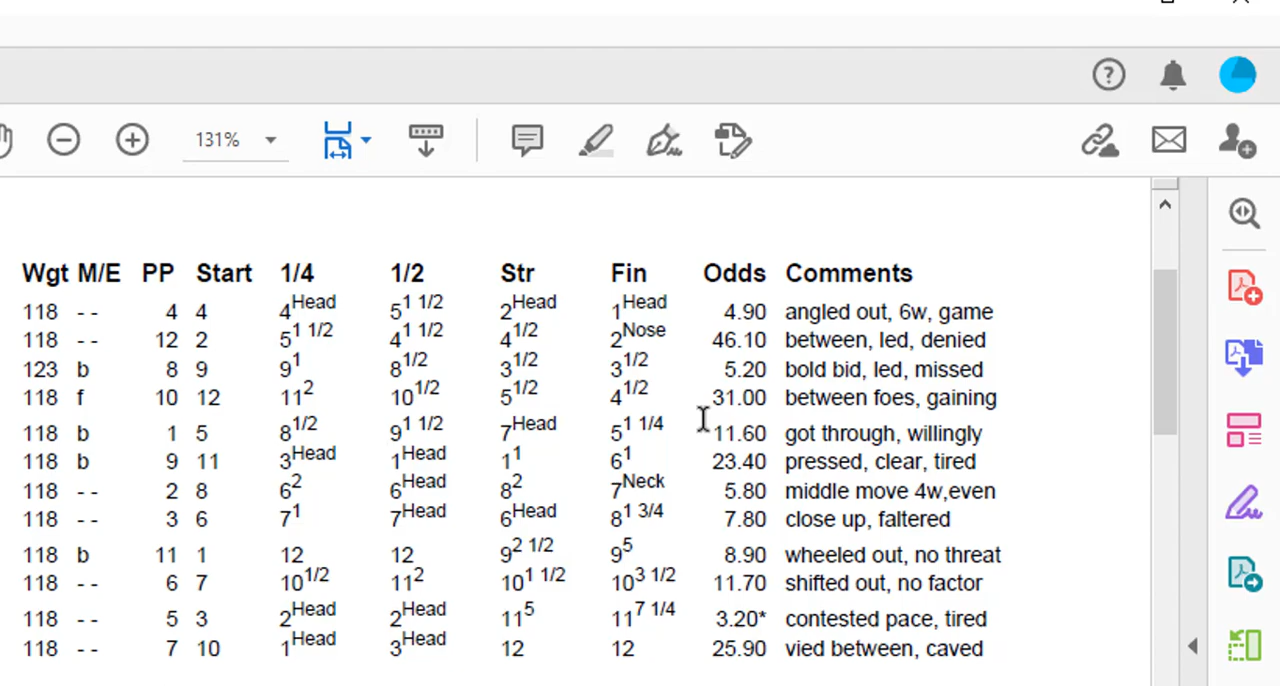 131%
Wgt M/E PP Start 1/4 1/2 Str Fin Odds Comments
118 - - 4 4 4Head 51 1/2 2Head 1Head 4.90 angled out, 6w, game
118 - - 12 2 51 1/2 41 1/2 41/2 2Nose 46.10 between, led, denied
123 b 8 9 91 81/2 31/2 31/2 5.20 bold bid, led, missed
118 f 10 12 112 101/2 51/2 41/2 31.00 between foes, gaining
118 b 1 5 81/2 91 1/2 7Head 51 1/4 11.60 got through, willingly
118 b 9 11 3Head 1Head 11 61 23.40 pressed, clear, tired
118 - - 2 8 62 6Head 82 7Neck 5.80 middle move 4w,even
118 - - 3 6 71 7Head 6Head 81 3/4 7.80 close up, faltered
118 b 11 1 12 12 92 1/2 95 8.90 wheeled out, no threat
118 - - 6 7 101/2 112 101 1/2 103 1/2 11.70 shifted out, no factor
118 - - 5 3 2Head 2Head 115 117 1/4 3.20* contested pace, tired
118 - - 7 10 1Head 3Head 12 12 25.90 vied between, caved